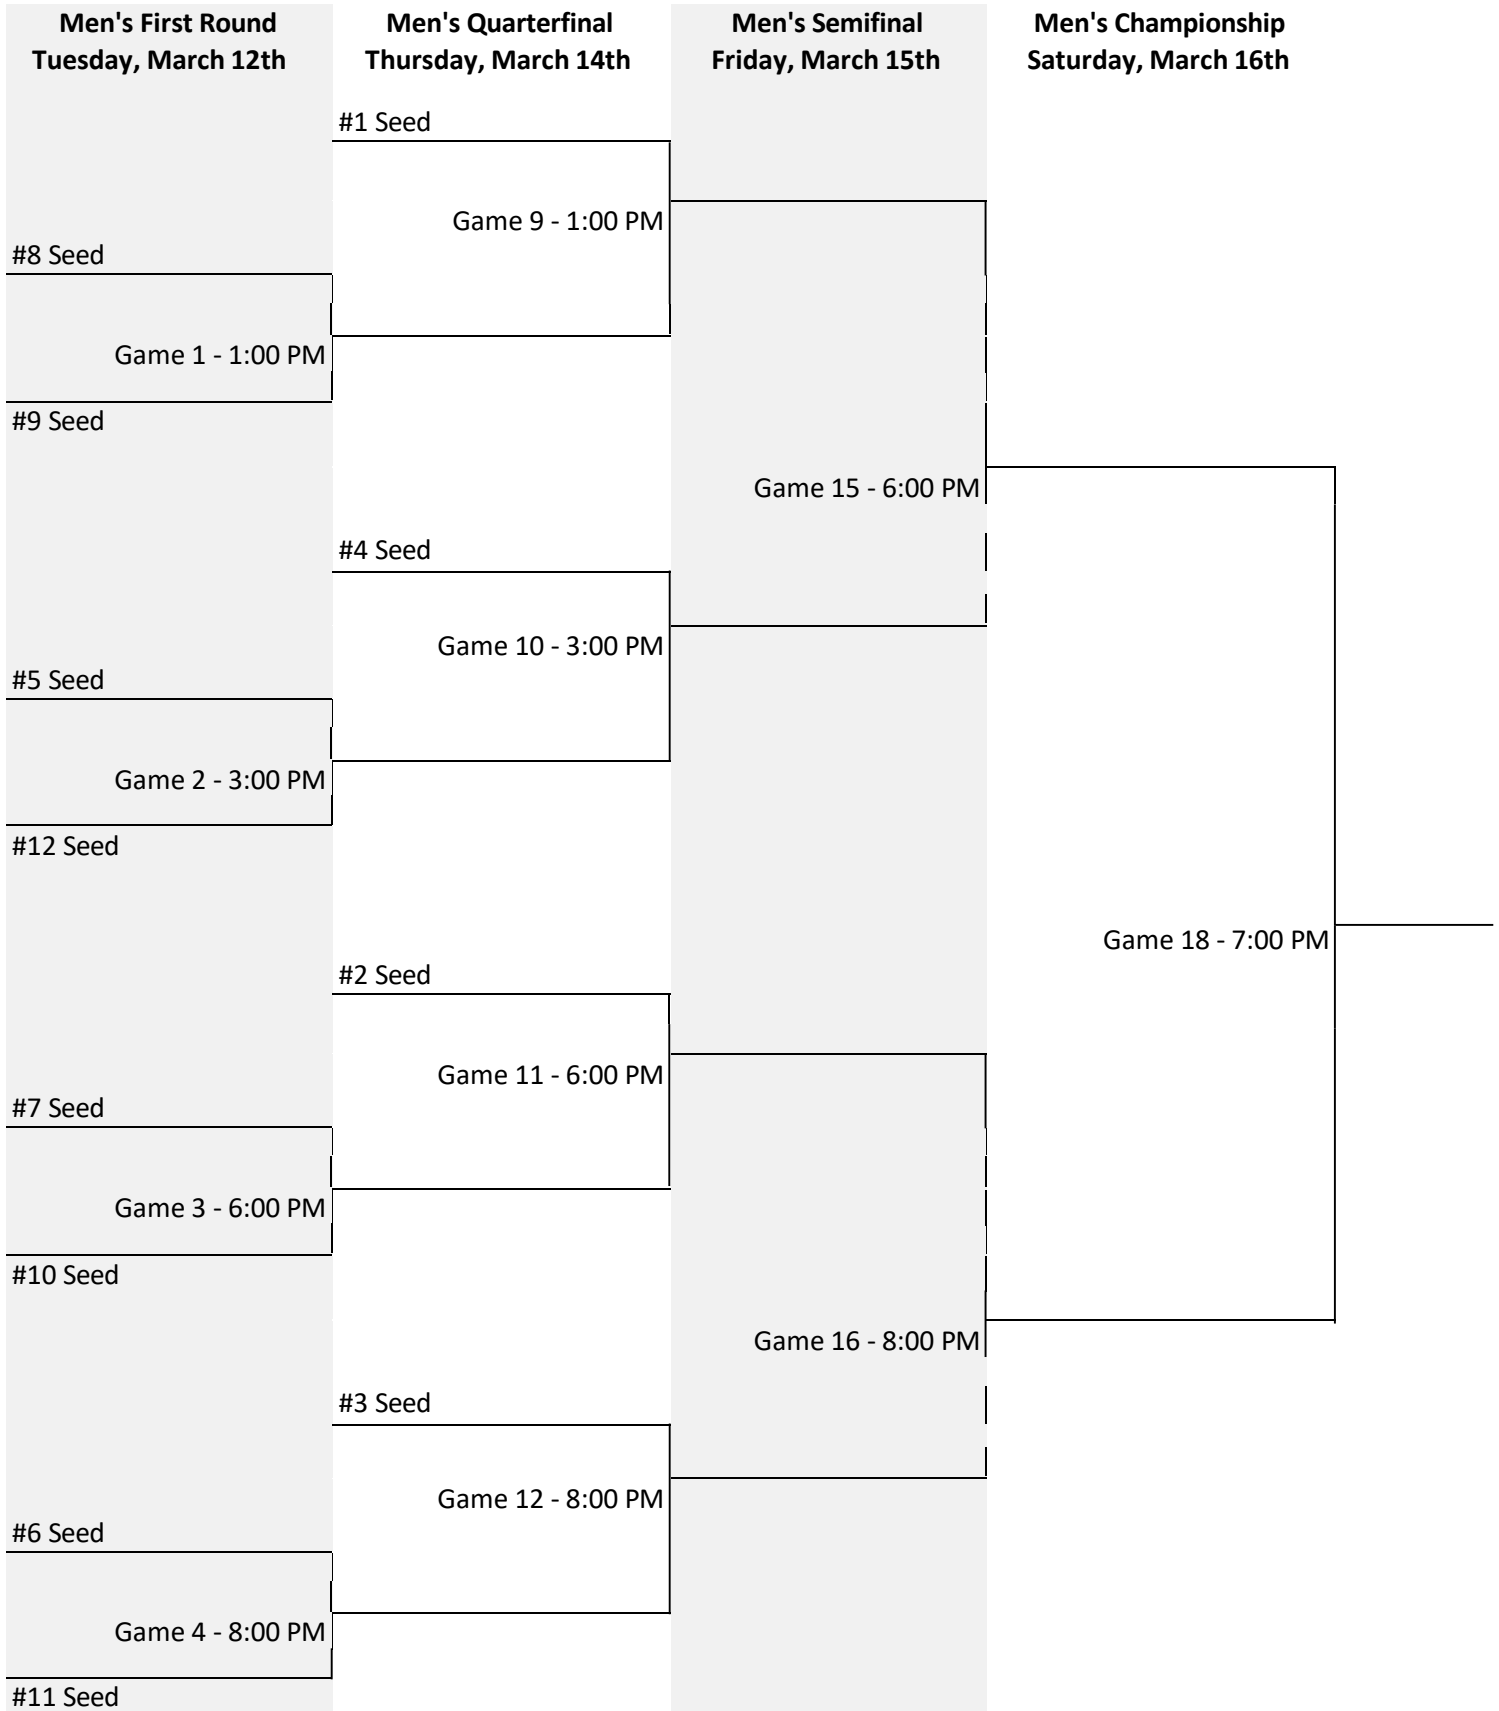 Men's First Round
Tuesday, March 12th
Men's Quarterfinal
Thursday, March 14th
Men's Semifinal
Friday, March 15th
Men's Championship
Saturday, March 16th
#1 Seed
Game 9 - 1:00 PM
#8 Seed
Game 1 - 1:00 PM
#9 Seed
Game 15 - 6:00 PM
#4 Seed
Game 10 - 3:00 PM
#5 Seed
Game 2 - 3:00 PM
#12 Seed
Game 18 - 7:00 PM
#2 Seed
Game 11 - 6:00 PM
#7 Seed
Game 3 - 6:00 PM
#10 Seed
Game 16 - 8:00 PM
#3 Seed
Game 12 - 8:00 PM
#6 Seed
Game 4 - 8:00 PM
#11 Seed